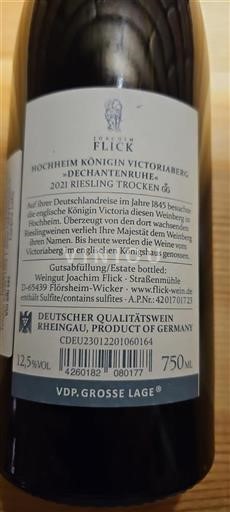 JOACHIM
FLICK
HOCHHEIM KÖNIGIN VICTORIABERG
»DECHANTENRUHE«
2021 RIESLING TROCKEN GG
Auf ihrer Deutschlandreise im Jahre 1845 besuchte
die englische Königin Victoria diesen Weinberg in
Hochheim. Überzeugt von den dort wachsenden
Rieslingweinen verlieh Ihre Majestät dem Weinberg
ihren Namen. Bis heute werden die Weine vom
Victoriaberg im englischen Königshaus genossen.
VINTUM
Gutsabfüllung/Estate bottled:
Weingut Joachim Flick · Straßenmühle
D-65439 Flörsheim-Wicker · www.flick-wein.de
enthält Sulfite/contains sulfites · A.P.Nr.: 4201701723
DEUTSCHER QUALITÄTSWEIN
RHEINGAU, PRODUCT OF GERMANY
CDEU23012201060164
12,5%VOL
4260182 080177
750ML
VDP.GROSSE LAGE®